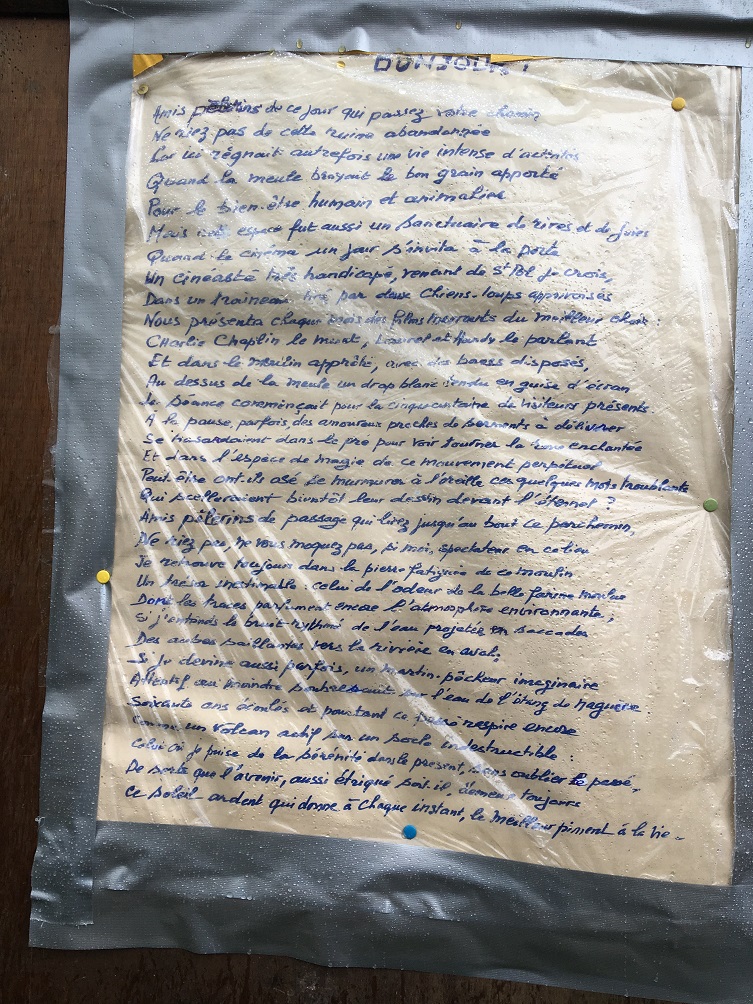 BONJOUR !
Amis pèlerins de ce jour qui passez votre chemin
Ne riez pas de cette ruine abandonnée
Car ici régnait autrefois une vie intense d'activités
Quand la meule broyait le bon grain apporté
Pour le bien-être humain et animalier
Mais cet espace fut aussi un sanctuaire de rires et de joies
Quand le cinéma un jour s'invita à la porte
Un cinéaste très handicapé, venant de St Pol je crois,
Dans un traineau tiré par deux chiens-loups apprivoisés
Nous présenta chaque mois des films marrants du meilleur choix :
Charlie Chaplin le muet, Laurel et Hardy le parlant
Et dans le moulin apprêté, avec des bancs disposés,
Au dessus de la meule un drap blanc tendu en guise d'écran
La séance commençait pour la cinquantaine de visiteurs présents
A la pause, parfois, des amoureux proches de serments à délivrer
Se hasardaient dans le pré pour voir tourner la roue enchantée
Et dans l'espace de magie de ce mouvement perpétuel
Peut être ont-ils osé se murmurer à l'oreille ces quelques mots troublants
Qui scelleraient bientôt leur destin devant l'éternel ?
Amis pèlerins de passage qui lirez jusqu'au bout ce parchemin,
Ne riez pas, ne vous moquez pas, si moi, spectateur en ce lieu
Je retrouve toujours dans la pierre fatiguée de ce moulin
Un trésor inestimable celui de l'odeur de la belle farine moulue
Dont les traces parfument encore l'atmosphère environnante,
Si j'entends le bruit rythmé de l'eau projetée en saccades
Des aubes saillantes vers la rivière en aval,
Si je devine aussi parfois, un martin-pêcheur imaginaire
Attentif au moindre soubresaut sur l'eau de l'étang du haguere
Soixante ans écoulés et pourtant ce passé respire encore
Comme un volcan actif sur un socle indestructible :
Celui où je puise de la sérénité dans le présent, sans oublier le passé,
De sorte que l'avenir, aussi étriqué soit-il, demeure toujours
Ce soleil ardent qui donne à chaque instant, le meilleur piment à la vie.